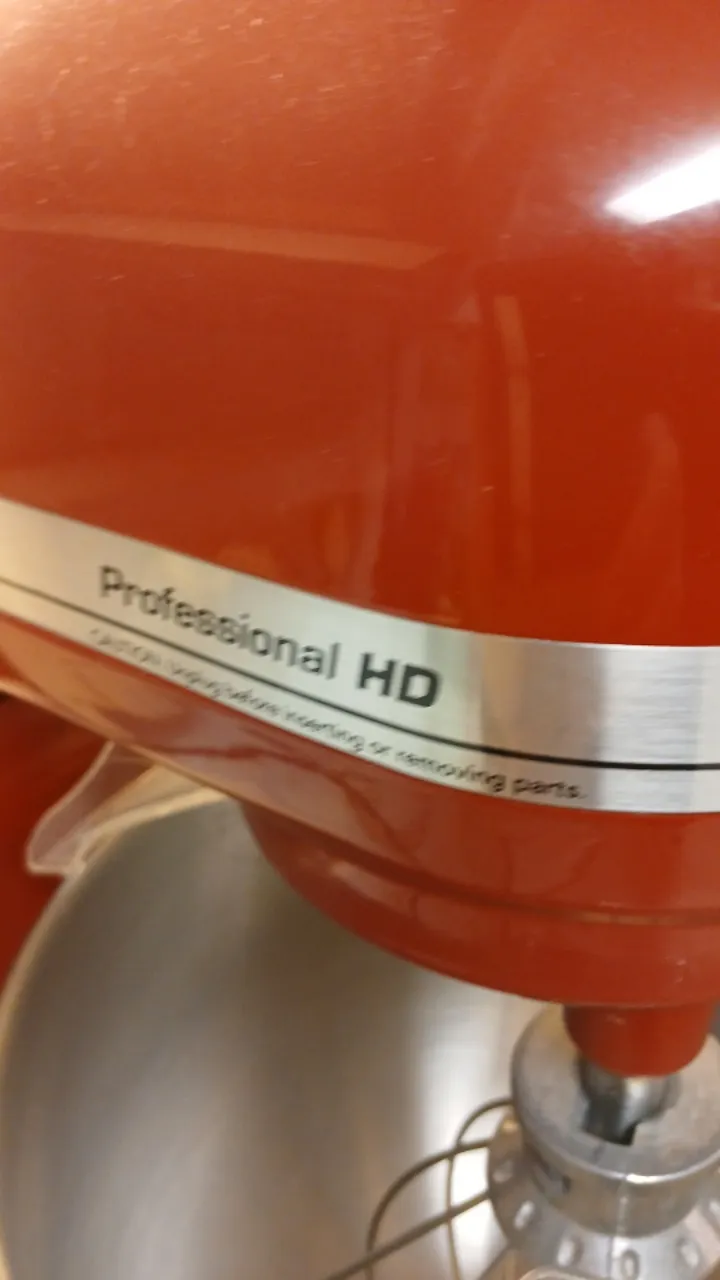 Professional HD
CAUTION: Unplug before inserting or removing parts.